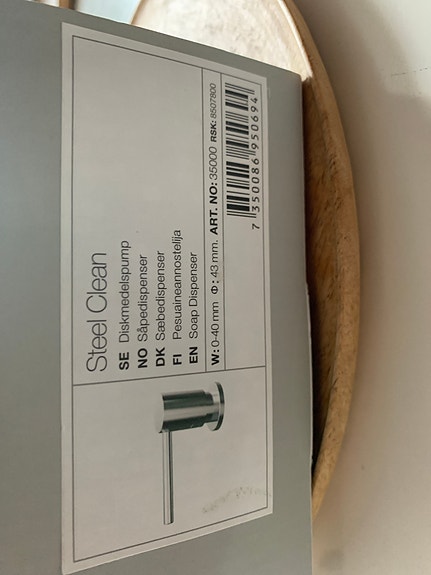 Steel Clean
SE Diskmedelspump
NO Såpedispenser
DK Sæbedispenser
FI Pesuaineannostelija
EN Soap Dispenser
W: 0-40 mm Φ: 43 mm. ART. NO: 35000 RSK: 8507800
7 350086 950694